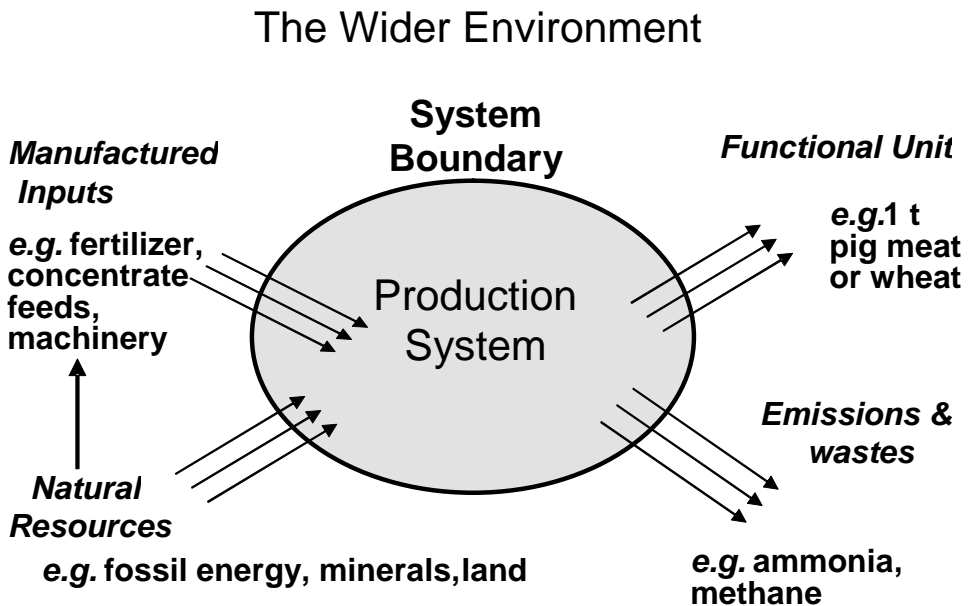 The Wider Environment
System
Boundary
Manufactured
Inputs
e.g. fertilizer,
concentrate
feeds,
machinery
Functional Unit
e.g.1 t
pig meat
or wheat
Production
System
Natural
Resources
e.g. fossil energy, minerals,land
Emissions &
wastes
e.g. ammonia,
methane